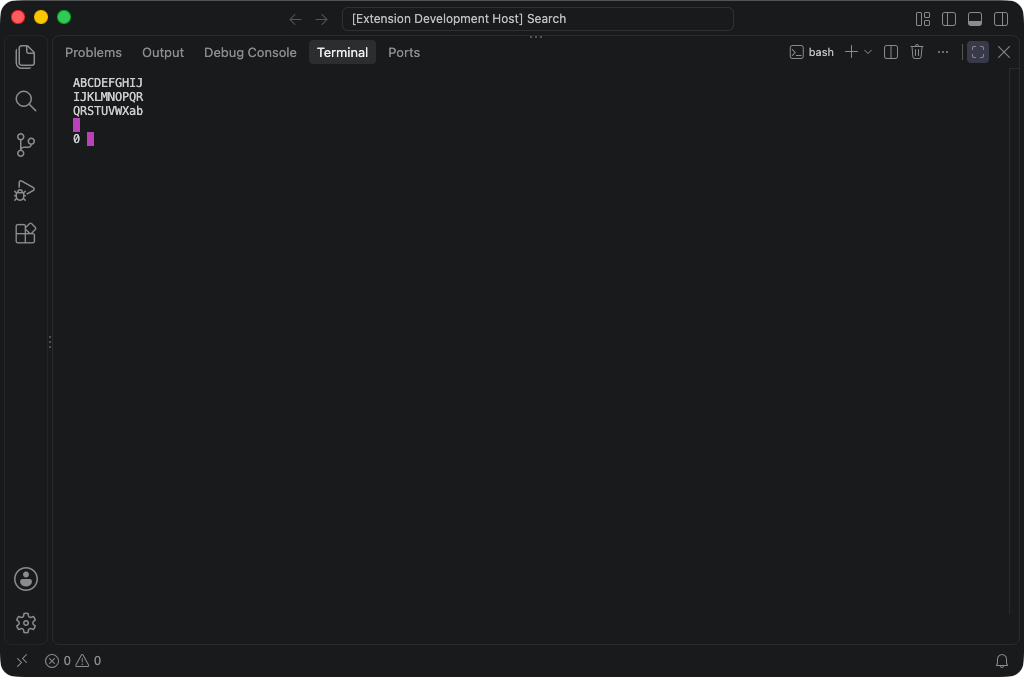 [Extension Development Host] Search
Problems Output Debug Console Terminal Ports bash
ABCDEFGHIJ
IJKLMNOPQR
QRSTUVWXab
0
0 0